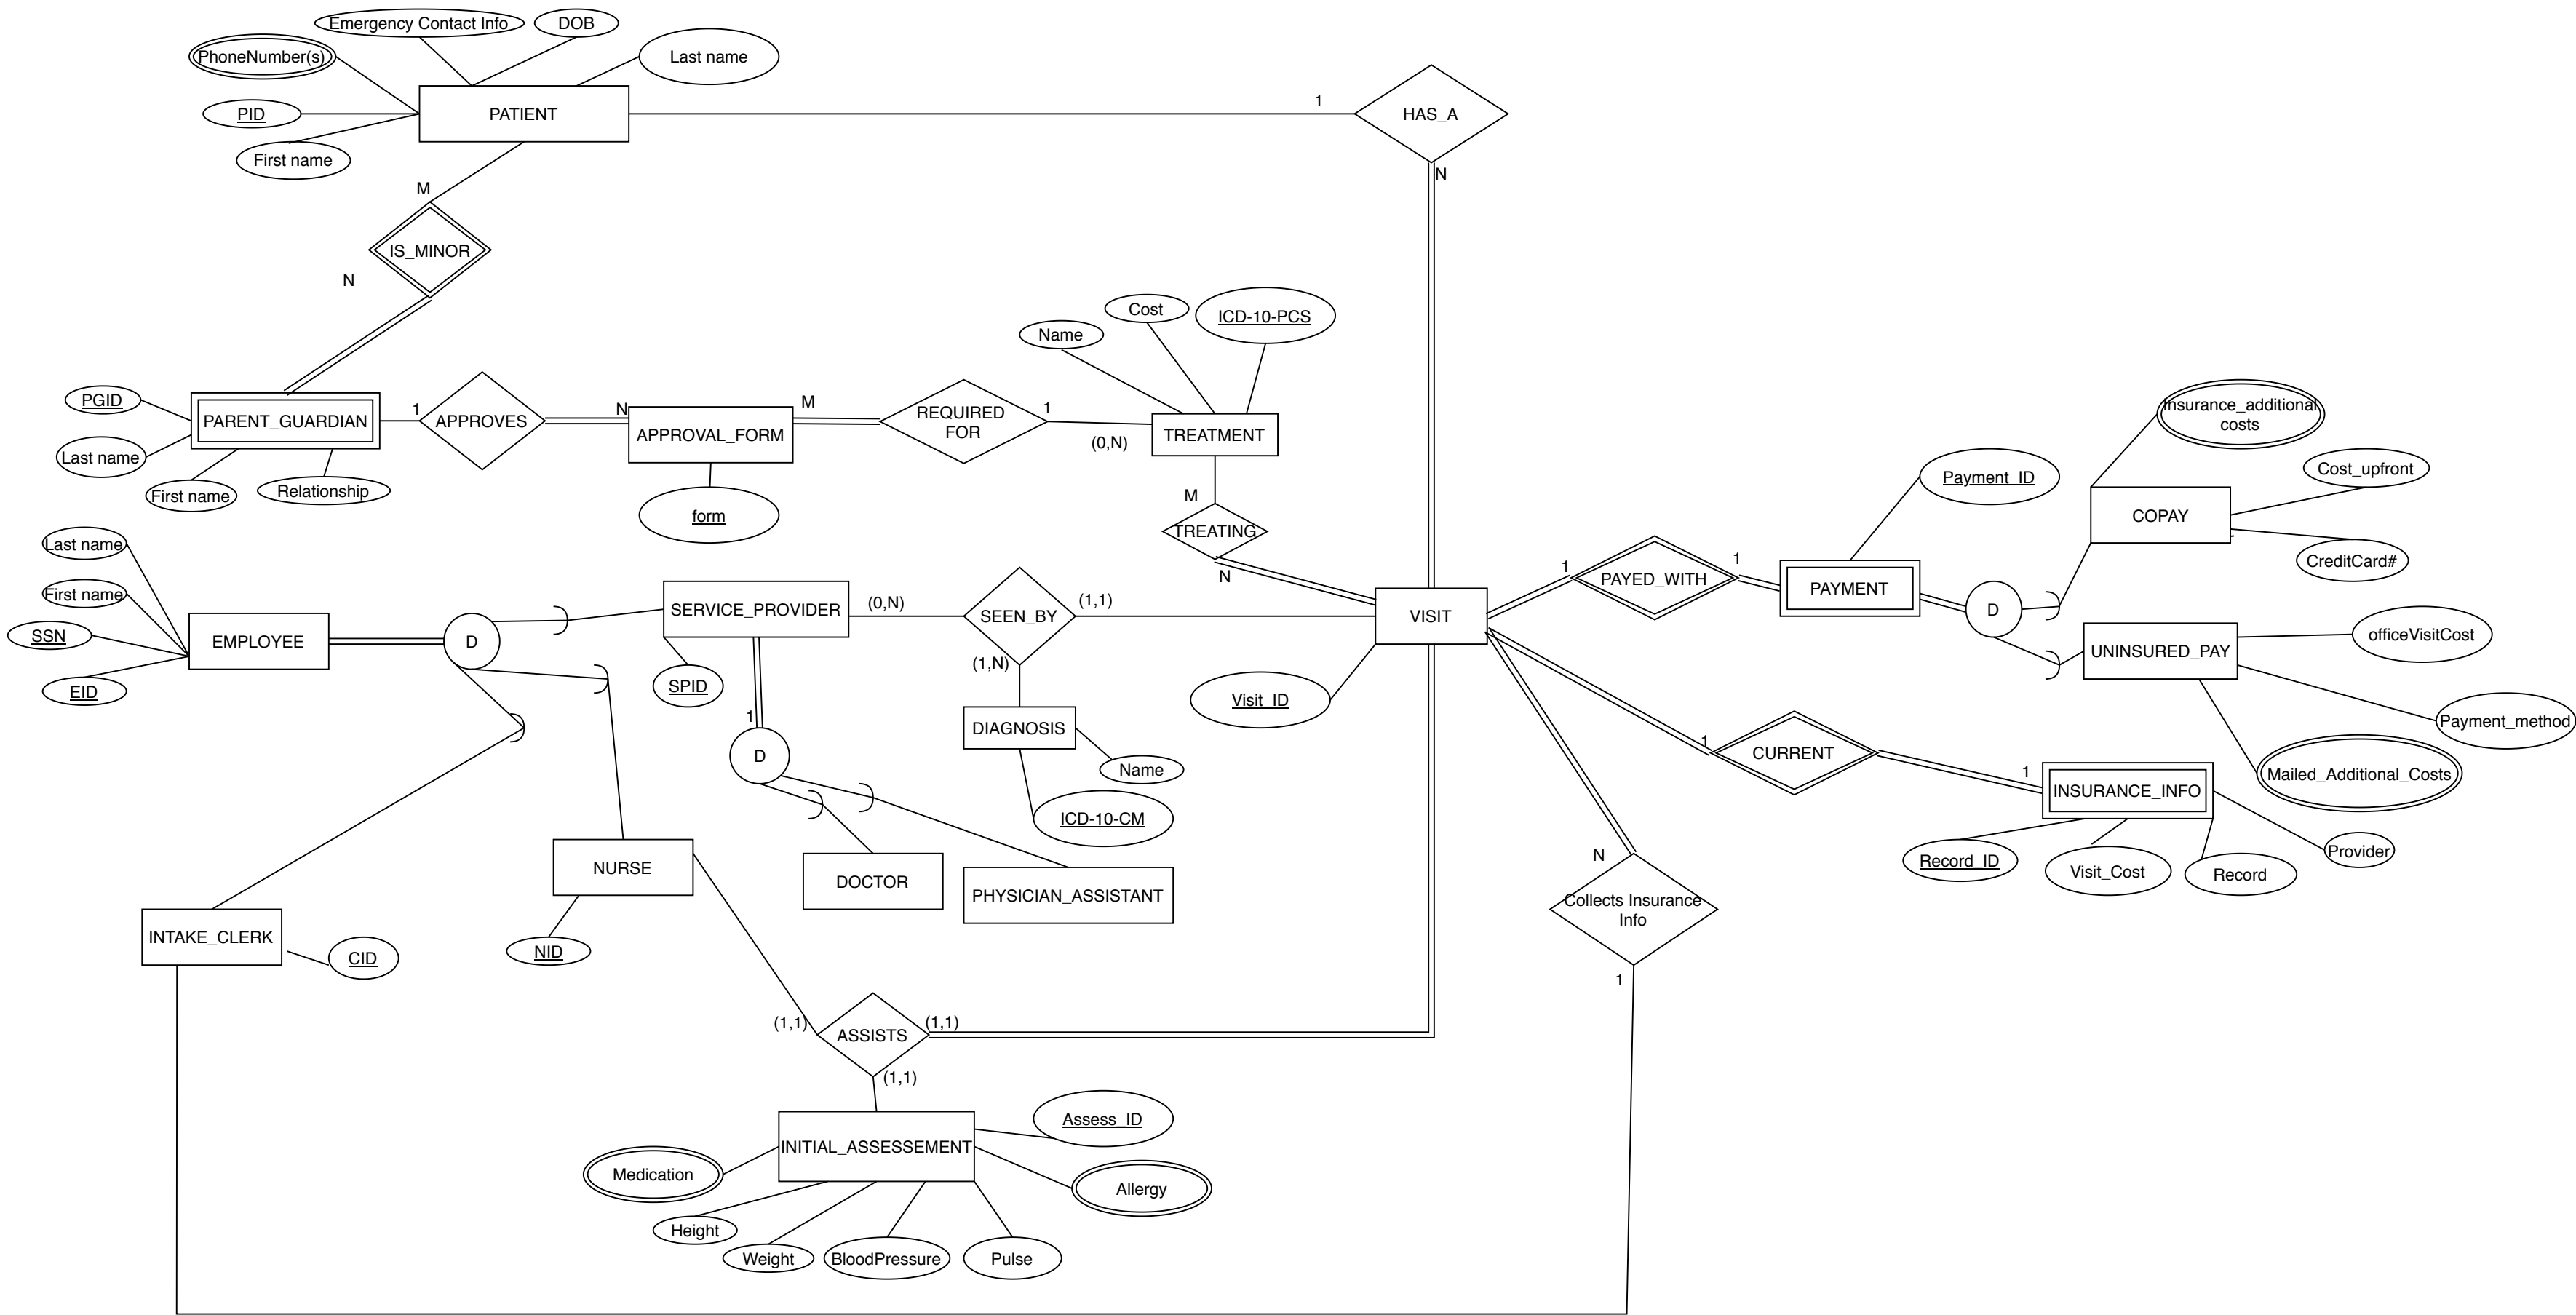 Emergency Contact Info
DOB
PhoneNumber(s)
Last name
PID
PATIENT
1
HAS_A
First name
N
M
IS_MINOR
N
Cost
ICD-10-PCS
Name
PGID
PARENT_GUARDIAN
1
APPROVES
N
APPROVAL_FORM
M
REQUIRED
FOR
1
(0,N)
TREATMENT
Last name
First name
Relationship
form
M
TREATING
N
Insurance_additional
costs
Cost_upfront
Payment_ID
COPAY
CreditCard#
Last name
First name
SSN
EID
EMPLOYEE
D
SERVICE_PROVIDER
(0,N)
SEEN_BY
(1,1)
VISIT
1
PAYED_WITH
1
PAYMENT
D
officeVisitCost
UNINSURED_PAY
(1,N)
SPID
Visit_ID
1
D
DIAGNOSIS
Name
ICD-10-CM
Payment_method
Mailed_Additional_Costs
1
CURRENT
1
INSURANCE_INFO
Provider
Record_ID
Visit_Cost
Record
NURSE
DOCTOR
PHYSICIAN_ASSISTANT
N
Collects Insurance
Info
1
INTAKE_CLERK
CID
NID
(1,1)
ASSISTS
(1,1)
(1,1)
Assess_ID
INITIAL_ASSESSEMENT
Medication
Allergy
Height
Weight
BloodPressure
Pulse